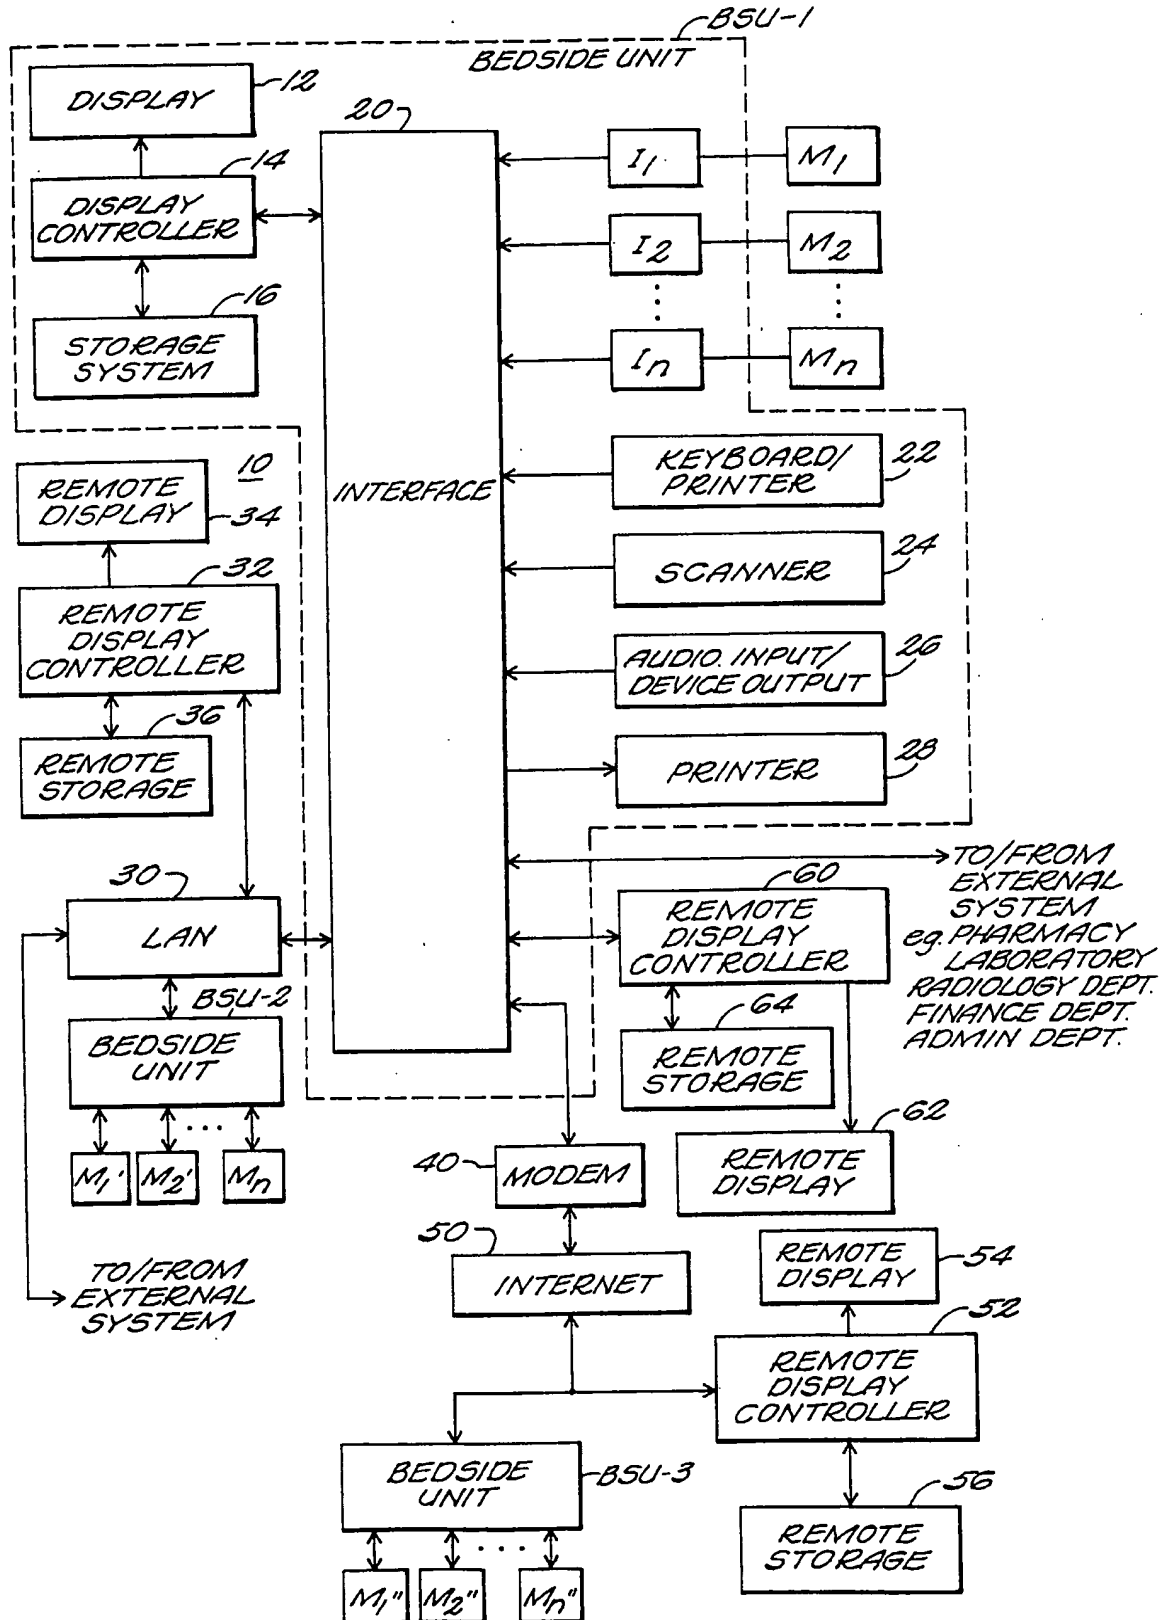 BSU-1
BEDSIDE UNIT
DISPLAY
12
20
DISPLAY
CONTROLLER
14
STORAGE
SYSTEM
16
INTERFACE
I1
M1
I2
M2
In
Mn
KEYBOARD/
PRINTER
22
SCANNER
24
AUDIO. INPUT/
DEVICE OUTPUT
26
PRINTER
28
10
REMOTE
DISPLAY
34
32
REMOTE
DISPLAY
CONTROLLER
36
REMOTE
STORAGE
30
LAN
BSU-2
BEDSIDE
UNIT
M1'
M2'
Mn
TO/FROM
EXTERNAL
SYSTEM
TO/FROM
EXTERNAL
SYSTEM
eg. PHARMACY
LABORATORY
RADIOLOGY DEPT.
FINANCE DEPT.
ADMIN DEPT.
60
REMOTE
DISPLAY
CONTROLLER
64
REMOTE
STORAGE
62
REMOTE
DISPLAY
40
MODEM
50
INTERNET
REMOTE
DISPLAY
54
52
REMOTE
DISPLAY
CONTROLLER
56
REMOTE
STORAGE
BEDSIDE
UNIT
BSU-3
M1"
M2"
Mn"